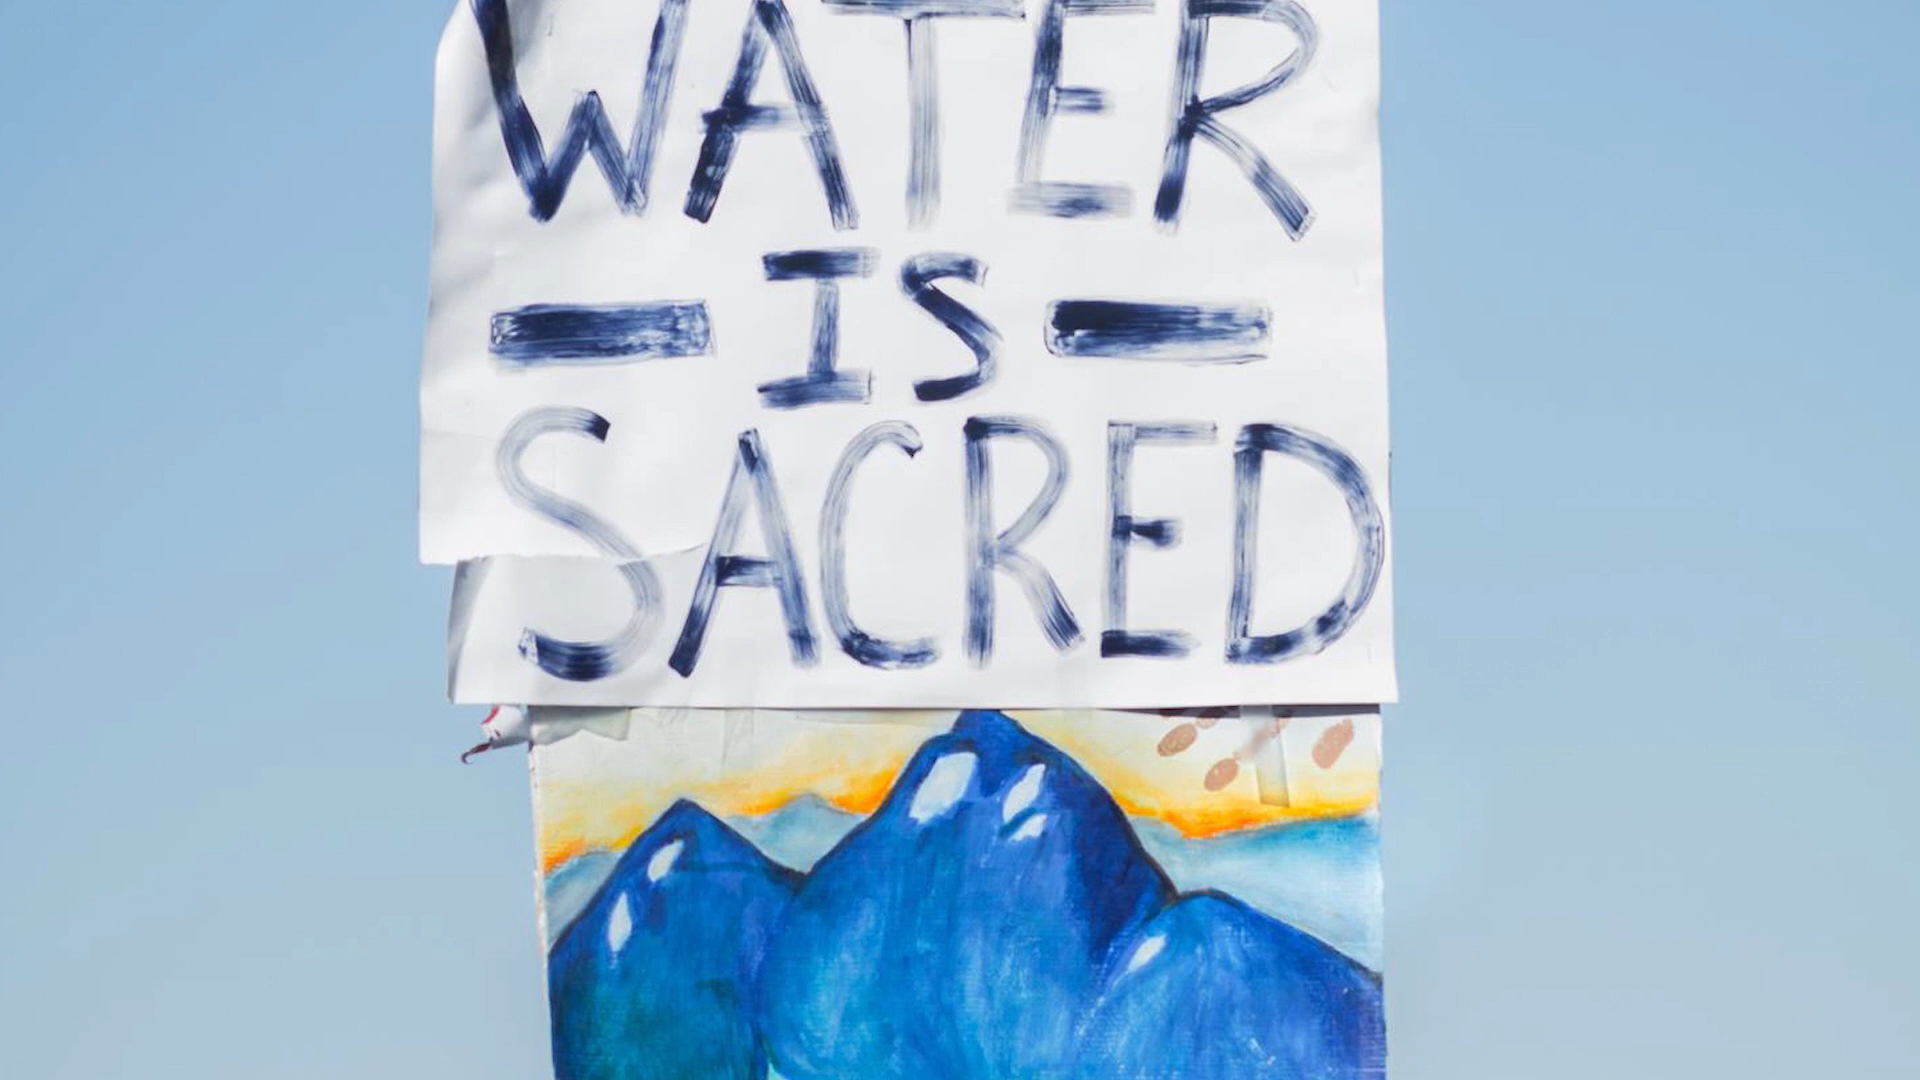 WATER
- IS -
SACRED